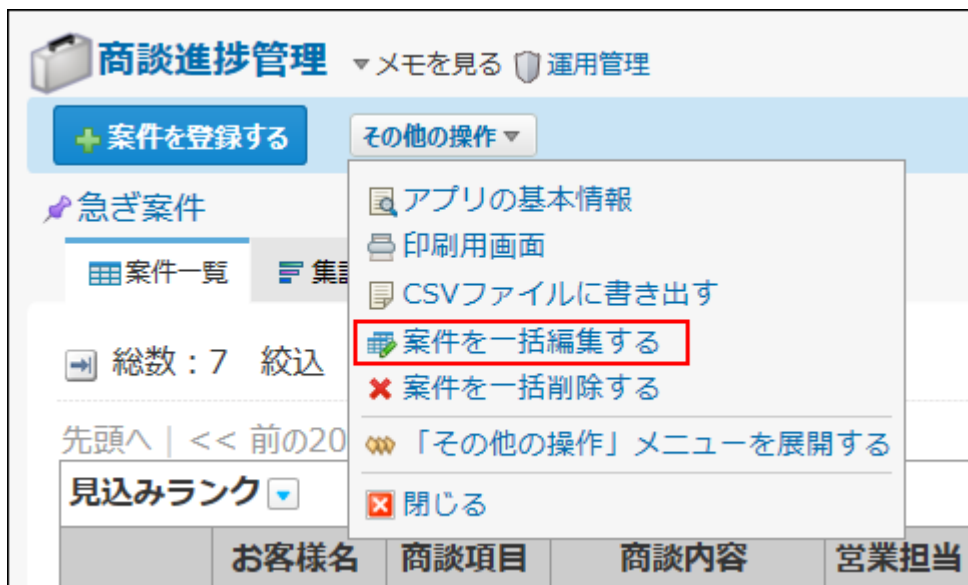 商談進捗管理 ▼メモを見る 運用管理
案件を登録する その他の操作▼
急ぎ案件
アプリの基本情報
印刷用画面
CSVファイルに書き出す
案件を一括編集する
案件を一括削除する
「その他の操作」メニューを展開する
閉じる
案件一覧 集
総数：7 絞込
先頭へ | << 前の20
見込みランク
お客様名 商談項目 商談内容 営業担当